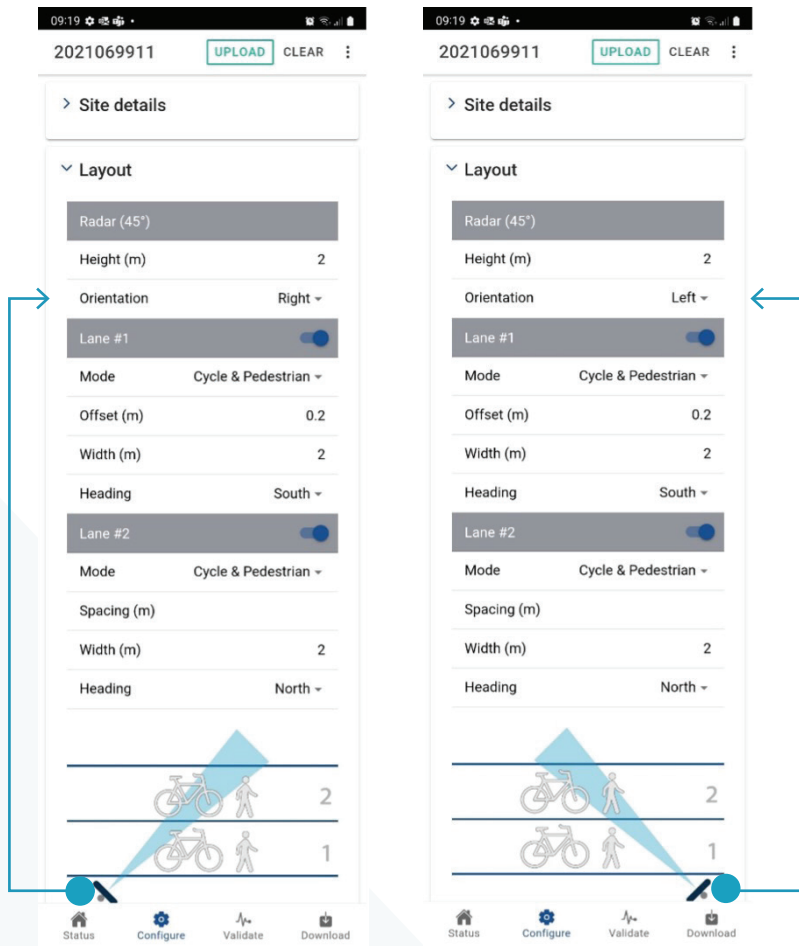 09:19
2021069911 UPLOAD CLEAR
Site details
Layout
Radar (45°)
Height (m) 2
Orientation Right
Lane #1
Mode Cycle & Pedestrian
Offset (m) 0.2
Width (m) 2
Heading South
Lane #2
Mode Cycle & Pedestrian
Spacing (m)
Width (m) 2
Heading North
2
1
Status Configure Validate Download
09:19
2021069911 UPLOAD CLEAR
Site details
Layout
Radar (45°)
Height (m) 2
Orientation Left
Lane #1
Mode Cycle & Pedestrian
Offset (m) 0.2
Width (m) 2
Heading South
Lane #2
Mode Cycle & Pedestrian
Spacing (m)
Width (m) 2
Heading North
2
1
Status Configure Validate Download